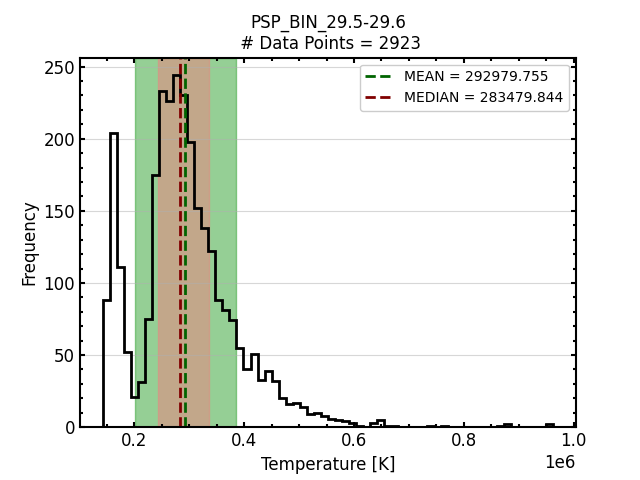 PSP_BIN_29.5-29.6
# Data Points = 2923
MEAN = 292979.755
MEDIAN = 283479.844
Frequency
250
200
150
100
50
0
0.2
0.4
0.6
0.8
1.0
1e6
Temperature [K]